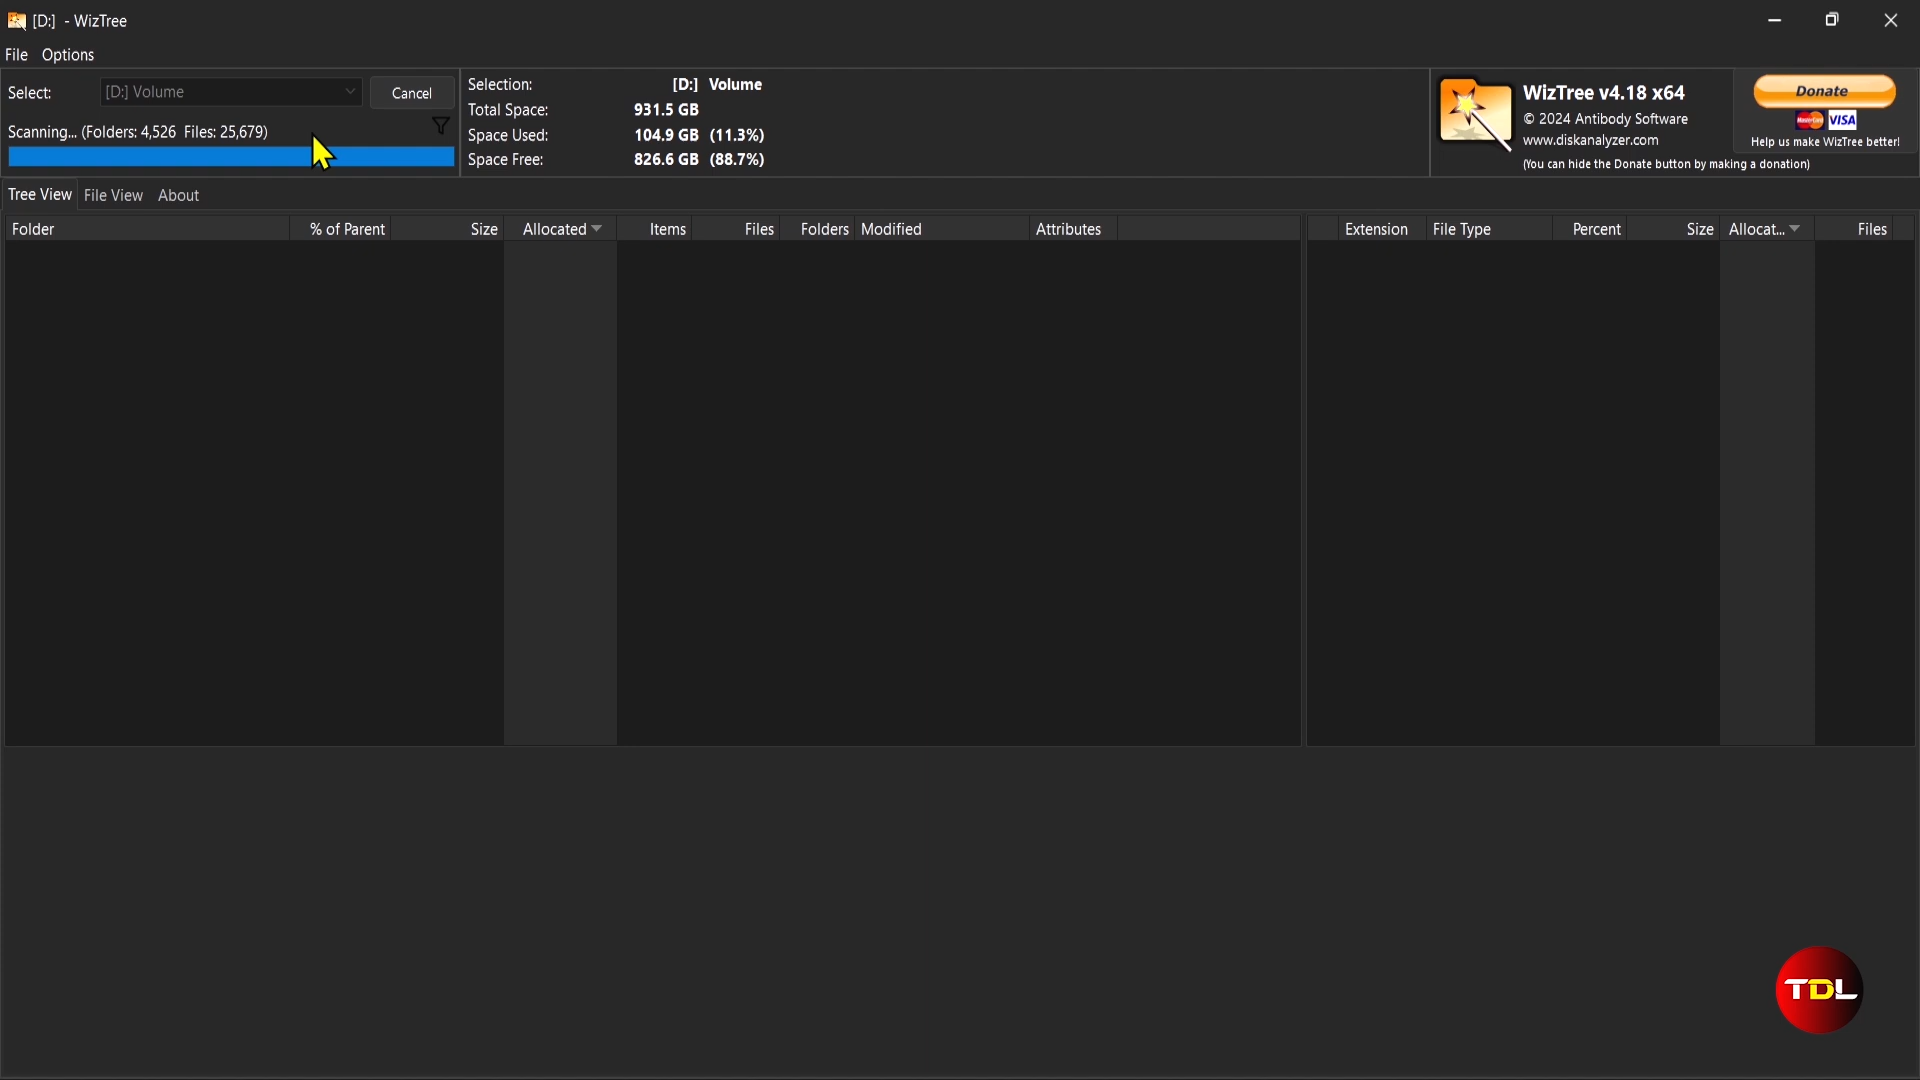 [D:] - WizTree
File Options
Select: [D:] Volume Cancel
Scanning... (Folders: 4,526 Files: 25,679)
Selection: [D:] Volume
Total Space: 931.5 GB
Space Used: 104.9 GB (11.3%)
Space Free: 826.6 GB (88.7%)
WizTree v4.18 x64
© 2024 Antibody Software
www.diskanalyzer.com
(You can hide the Donate button by making a donation)
Donate
MasterCard VISA
Help us make WizTree better!
Tree View File View About
Folder % of Parent Size Allocated Items Files Folders Modified Attributes
Extension File Type Percent Size Allocat... Files
TDL